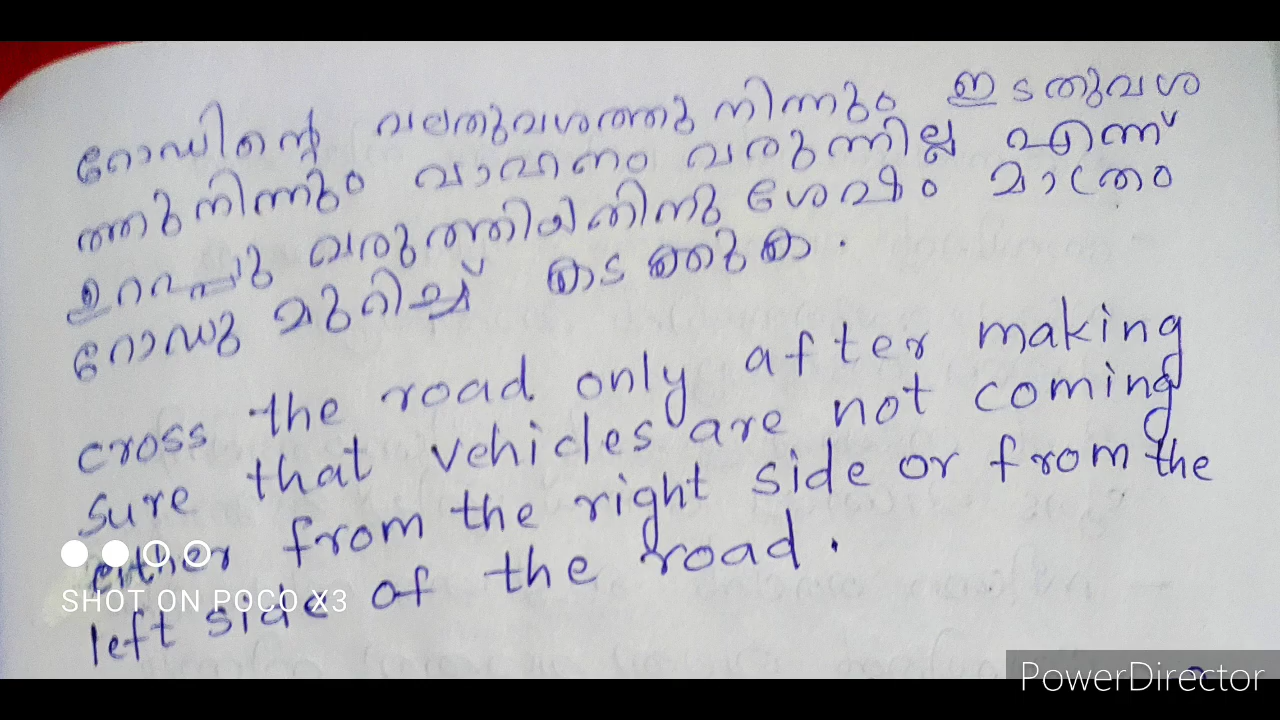 റോഡിന്റെ വലതുവശത്തു നിന്നും ഇടതുവശ
ത്തു നിന്നും വാഹനം വരുന്നില്ല എന്ന്
ഉറപ്പു വരുത്തിയതിനു ശേഷം മാത്രം
റോഡു മുറിച്ച് കടക്കുക.
cross the road only after making
sure that vehicles are not coming
either from the right side or from the
left side of the road.
SHOT ON POCO X3
PowerDirector